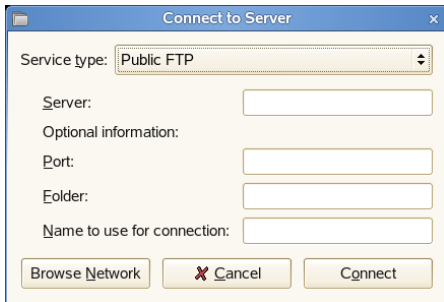 Connect to Server
Service type: Public FTP
Server:
Optional information:
Port:
Folder:
Name to use for connection:
Browse Network Cancel Connect